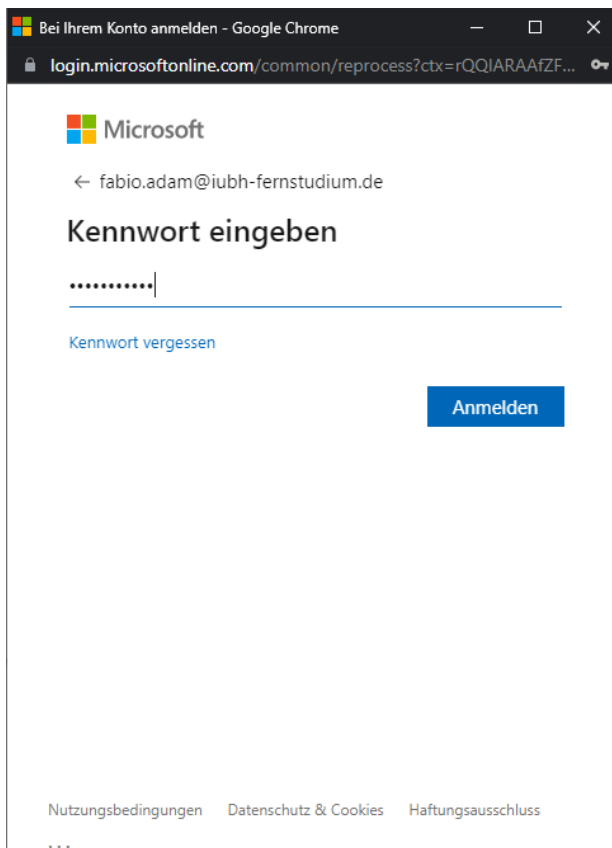 Bei Ihrem Konto anmelden - Google Chrome
login.microsoftonline.com/common/reprocess?ctx=rQQIARAAfZF...
Microsoft
← fabio.adam@iubh-fernstudium.de
Kennwort eingeben
•••••••••••
Kennwort vergessen
Anmelden
Nutzungsbedingungen Datenschutz & Cookies Haftungsausschluss
...